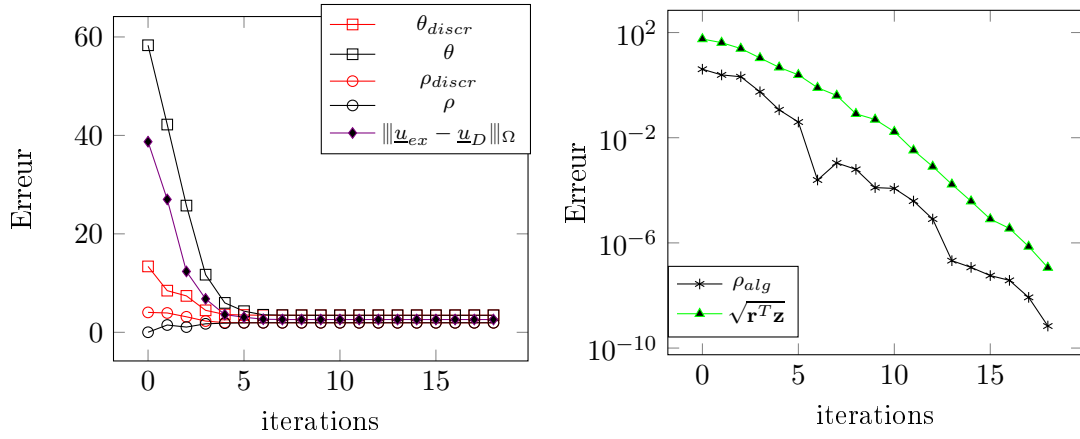 60
40
20
0
0
5
10
15
iterations
Erreur
θ_{discr}
θ
ρ_{discr}
ρ
|||u_{ex} − u_D|||_Ω
10^2
10^{−2}
10^{−6}
10^{−10}
0
5
10
15
iterations
Erreur
ρ_{alg}
√r^T z